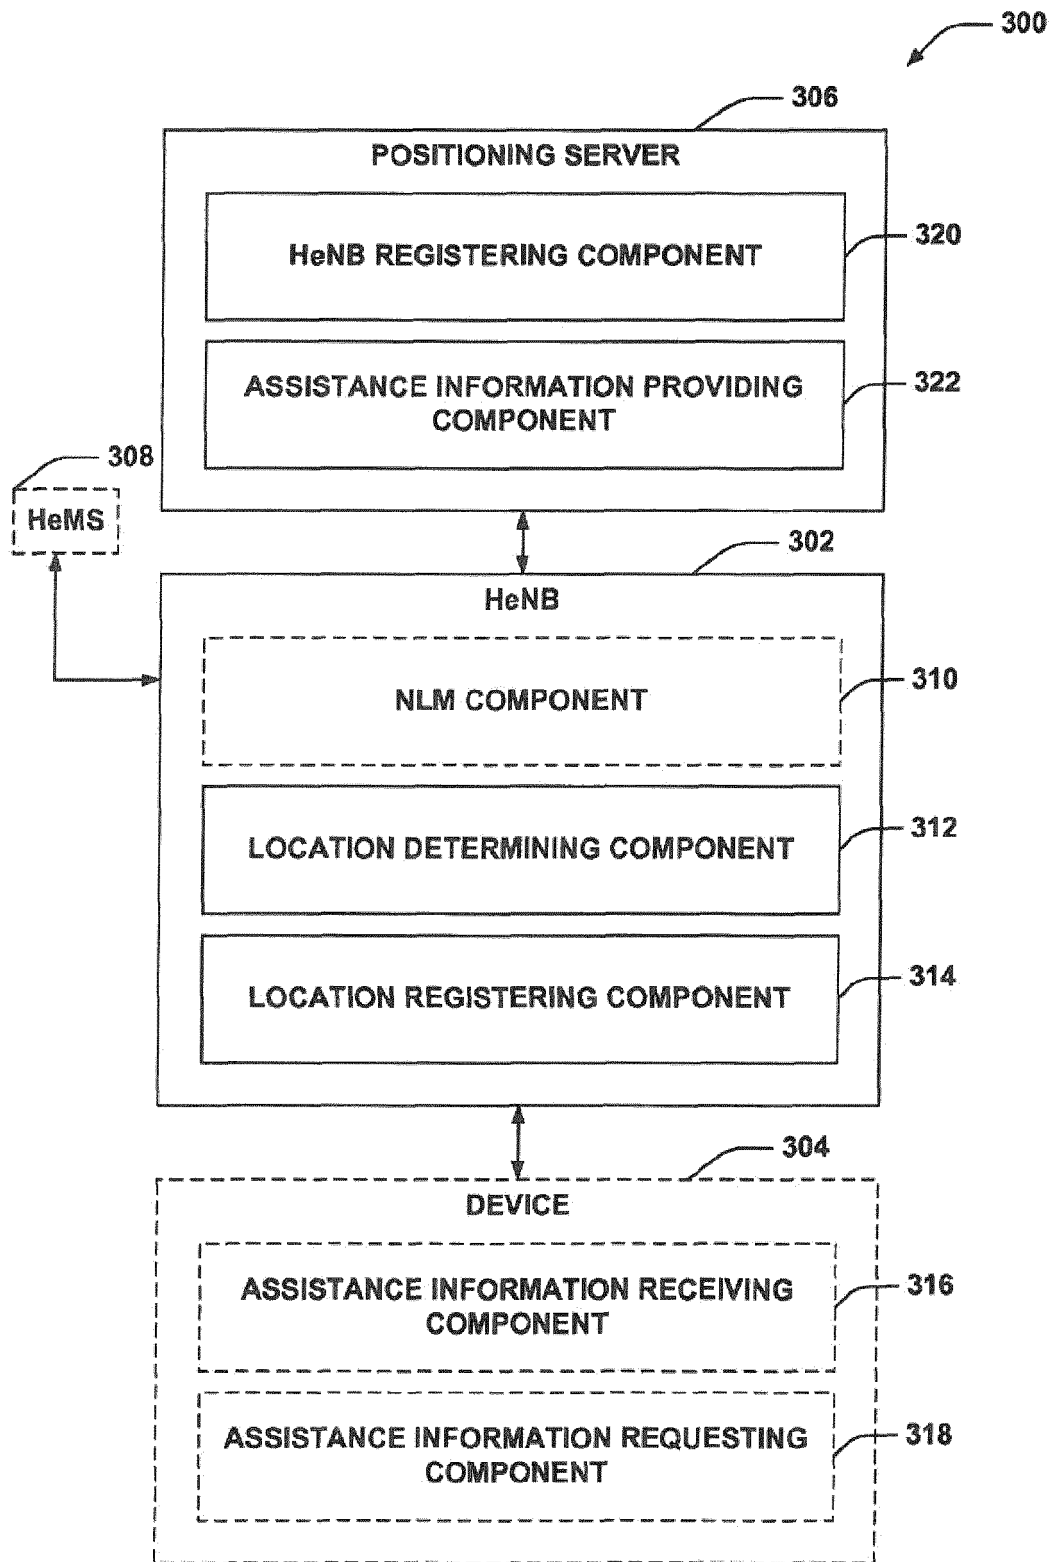 300
306
POSITIONING SERVER
HeNB REGISTERING COMPONENT
320
ASSISTANCE INFORMATION PROVIDING
COMPONENT
322
308
HeMS
302
HeNB
NLM COMPONENT
310
LOCATION DETERMINING COMPONENT
312
LOCATION REGISTERING COMPONENT
314
304
DEVICE
ASSISTANCE INFORMATION RECEIVING
COMPONENT
316
ASSISTANCE INFORMATION REQUESTING
COMPONENT
318